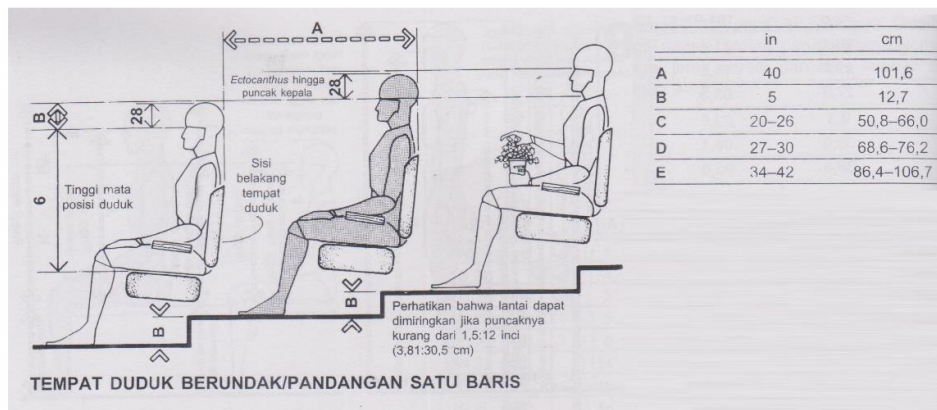 A
Ectocanthus hingga
puncak kepala
28
28
B
6
Tinggi mata
posisi duduk
Sisi
belakang
tempat
duduk
B
B
Perhatikan bahwa lantai dapat
dimiringkan jika puncaknya
kurang dari 1,5:12 inci
(3,81:30,5 cm)
TEMPAT DUDUK BERUNDAK/PANDANGAN SATU BARIS
in cm
A 40 101,6
B 5 12,7
C 20–26 50,8–66,0
D 27–30 68,6–76,2
E 34–42 86,4–106,7